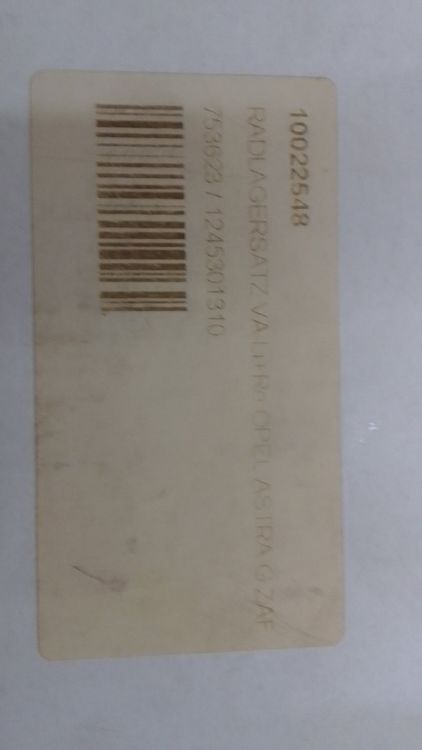 10022548
RADLAGERSATZ VA Li+Re OPEL ASTRA G ZAF
753623 / 1245301310